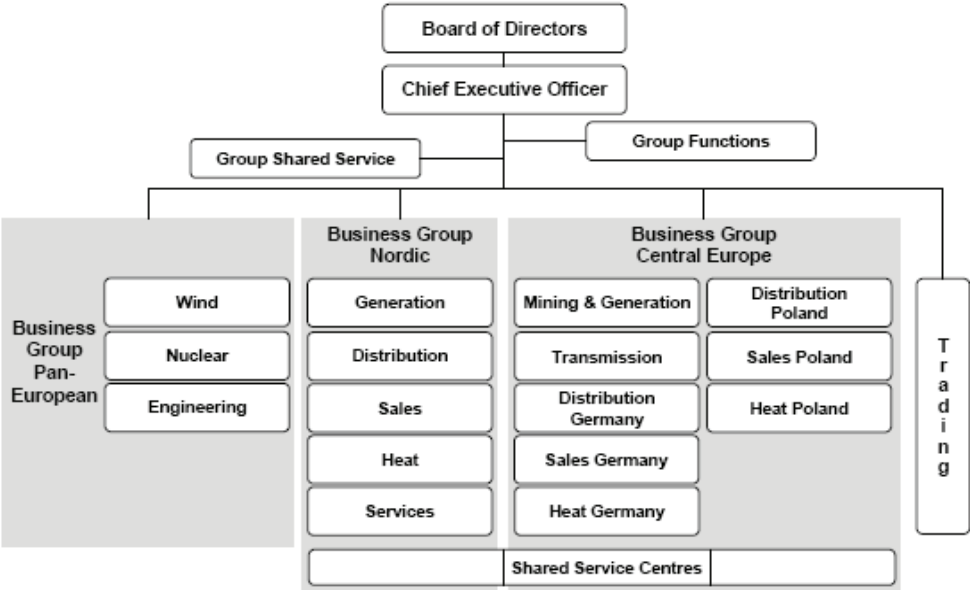 Board of Directors
Chief Executive Officer
Group Functions
Group Shared Service
Business
Group
Pan-
European
Wind
Nuclear
Engineering
Business Group
Nordic
Generation
Distribution
Sales
Heat
Services
Business Group
Central Europe
Mining & Generation
Transmission
Distribution
Germany
Sales Germany
Heat Germany
Distribution
Poland
Sales Poland
Heat Poland
Shared Service Centres
Trading